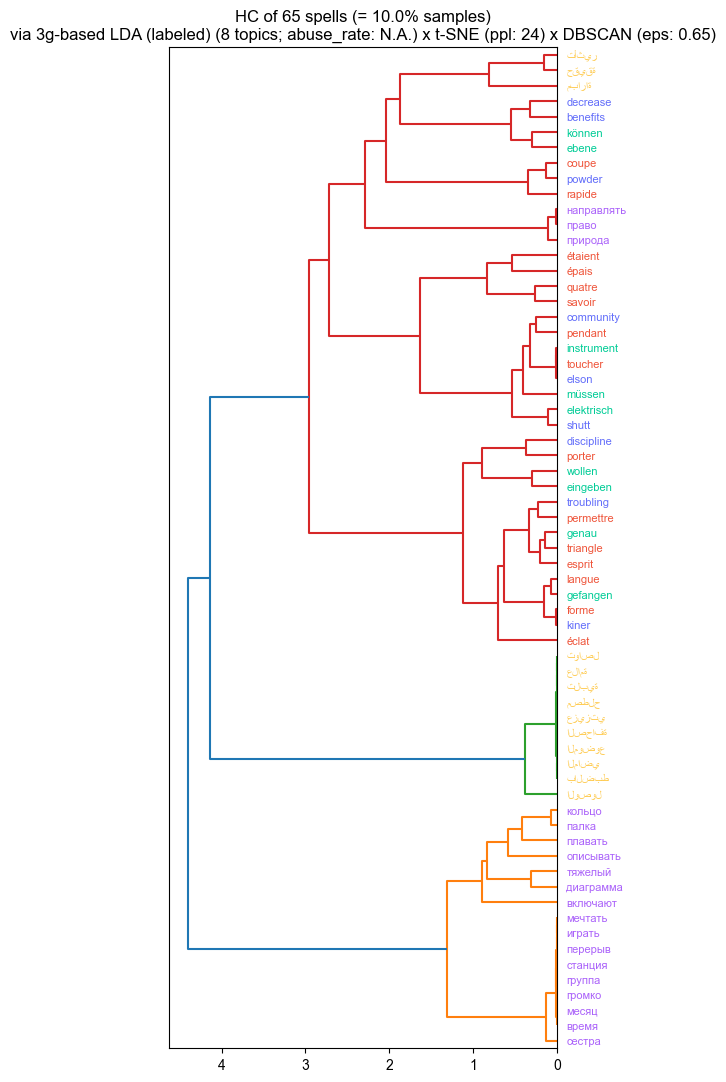 HC of 65 spells (= 10.0% samples)
via 3g-based LDA (labeled) (8 topics; abuse_rate: N.A.) x t-SNE (ppl: 24) x DBSCAN (eps: 0.65)
تأثير
حقيقة
مباراة
decrease
benefits
können
ebene
coupe
powder
rapide
направлять
право
природа
étaient
épais
quatre
savoir
community
pendant
instrument
toucher
elson
müssen
elektrisch
shutt
discipline
porter
wollen
eingeben
troubling
permettre
genau
triangle
esprit
langue
gefangen
forme
kiner
éclat
تواصل
علامة
تلبية
مصطلح
عزيزتي
الصحافة
الموضوع
الماضي
الوصول
кольцо
палка
плавать
описывать
тяжелый
диаграмма
включают
мечтать
играть
перерыв
станция
группа
громко
месяц
время
сестра
4 3 2 1 0